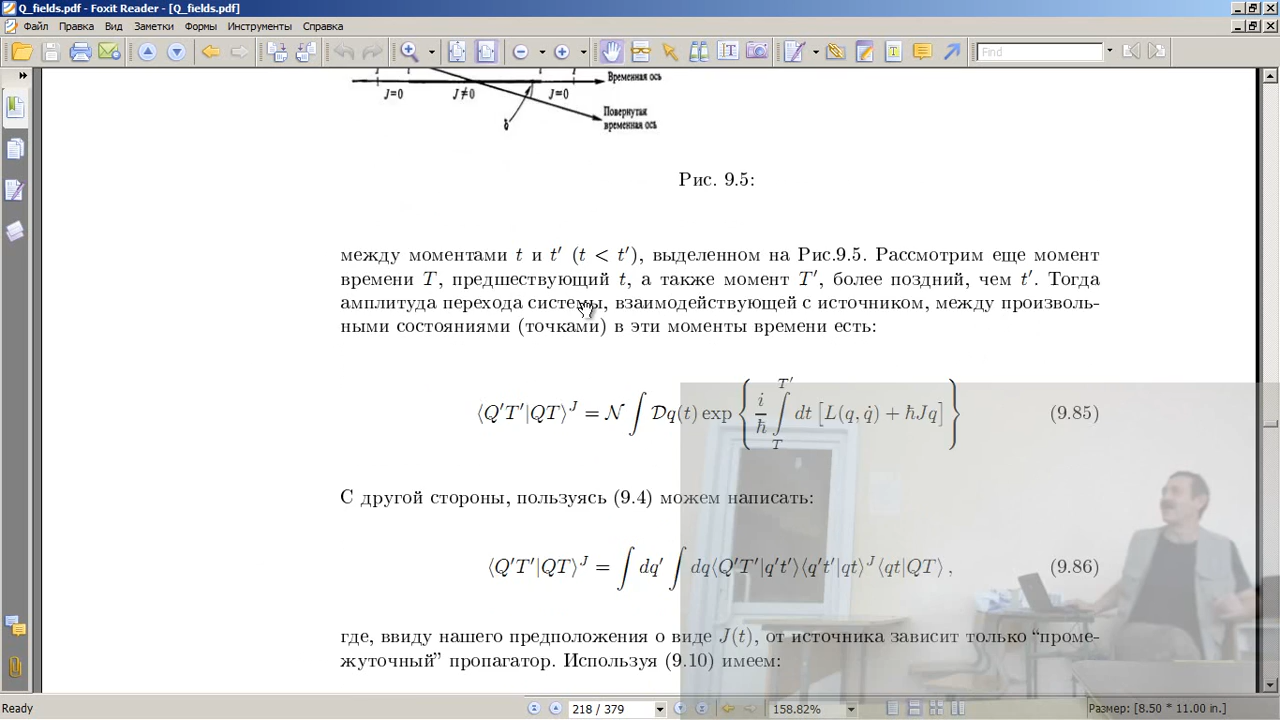 Q_fields.pdf - Foxit Reader - [Q_fields.pdf]
Файл Правка Вид Заметки Формы Инструменты Справка
Find
Временная ось
J=0 J≠0 J=0
Повернутая
временная ось
δ
Рис. 9.5:
между моментами t и t′ (t < t′), выделенном на Рис.9.5. Рассмотрим еще момент
времени T, предшествующий t, а также момент T′, более поздний, чем t′. Тогда
амплитуда перехода системы, взаимодействующей с источником, между произволь-
ными состояниями (точками) в эти моменты времени есть:
⟨Q′T′|QT⟩^J = 𝒩 ∫ 𝒟q(t) exp { i/ħ ∫_T^{T′} dt [L(q, q̇) + ħJq] } (9.85)
С другой стороны, пользуясь (9.4) можем написать:
⟨Q′T′|QT⟩^J = ∫ dq′ ∫ dq⟨Q′T′|q′t′⟩⟨q′t′|qt⟩^J⟨qt|QT⟩, (9.86)
где, ввиду нашего предположения о виде J(t), от источника зависит только “проме-
жуточный” пропагатор. Используя (9.10) имеем:
Ready 218 / 379 158.82% Размер: [8.50 * 11.00 in.]